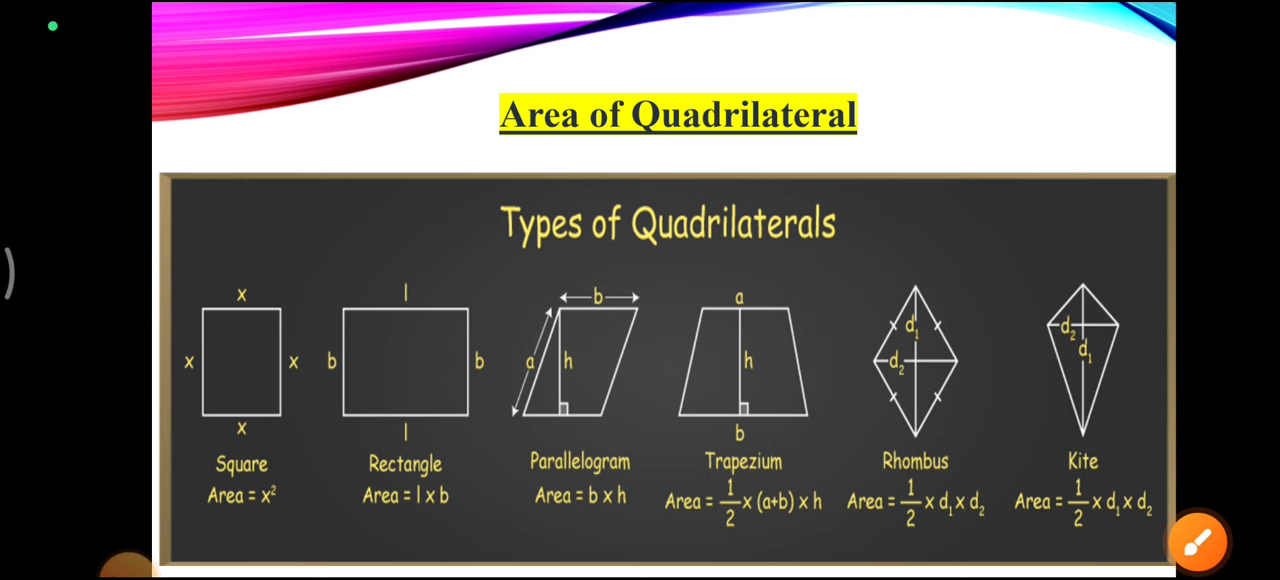 Area of Quadrilateral
Types of Quadrilaterals
x l b a
x x b b a h h d₁ d₂ d₂ d₁
x l b
Square Rectangle Parallelogram Trapezium Rhombus Kite
Area = x² Area = l x b Area = b x h Area = 1/2 x (a+b) x h Area = 1/2 x d₁ x d₂ Area = 1/2 x d₁ x d₂